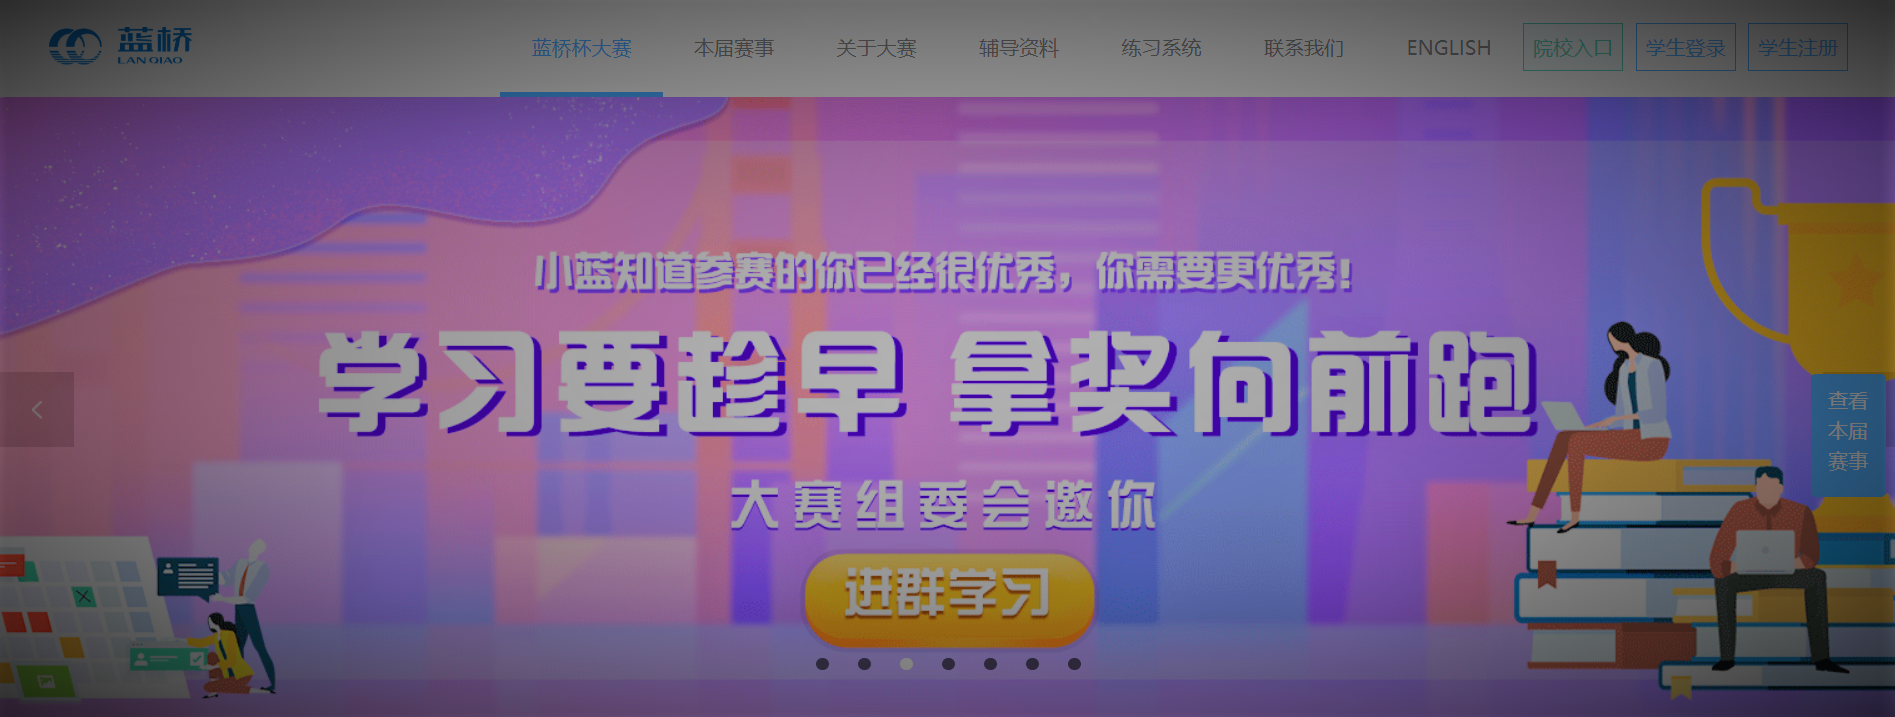 蓝桥
LAN QIAO
蓝桥杯大赛
本届赛事
关于大赛
辅导资料
练习系统
联系我们
ENGLISH
院校入口
学生登录
学生注册
小蓝知道参赛的你已经很优秀，你需要更优秀!
学习要趁早 拿奖向前跑
查看
本届
赛事
大赛组委会邀你
进群学习